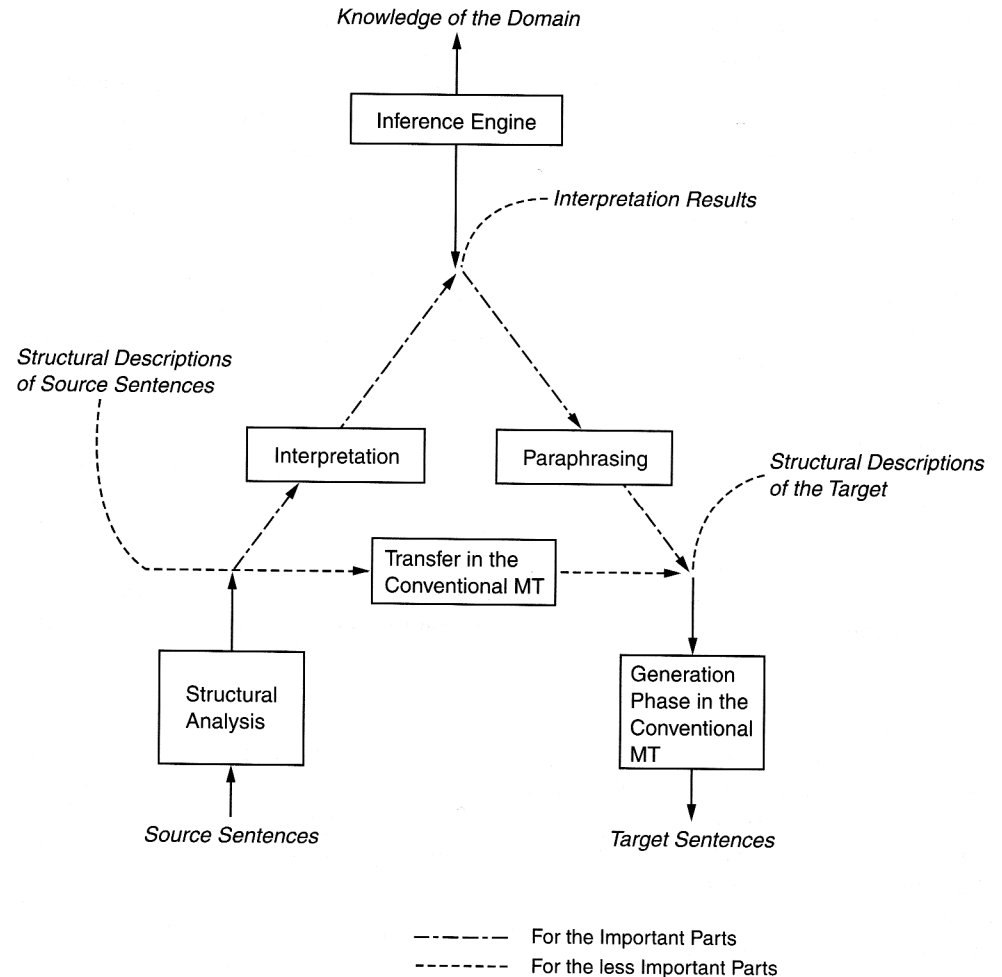 Knowledge of the Domain
Inference Engine
Interpretation Results
Structural Descriptions
of Source Sentences
Interpretation
Paraphrasing
Structural Descriptions
of the Target
Transfer in the
Conventional MT
Structural
Analysis
Generation
Phase in the
Conventional
MT
Source Sentences
Target Sentences
For the Important Parts
For the less Important Parts